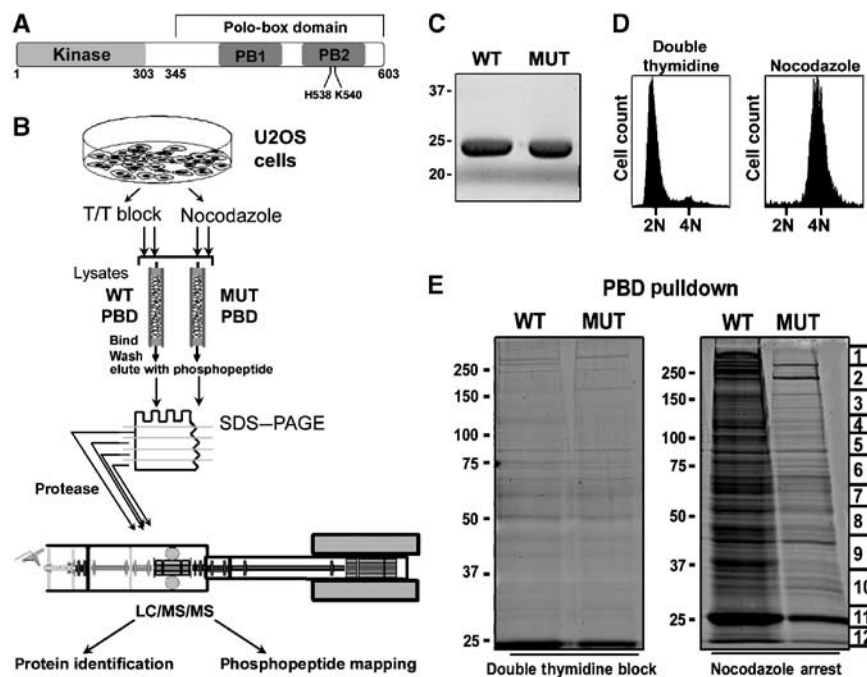 A
Polo-box domain
Kinase
PB1
PB2
1
303
345
603
H538 K540
B
U2OS
cells
T/T block
Nocodazole
Lysates
WT
PBD
MUT
PBD
Bind
Wash
elute with phosphopeptide
SDS–PAGE
Protease
LC/MS/MS
Protein identification
Phosphopeptide mapping
C
WT MUT
37-
25-
20-
D
Double
thymidine
Nocodazole
Cell count
2N 4N
Cell count
2N 4N
E
PBD pulldown
WT MUT
250-
150-
100-
75-
50-
37-
25-
Double thymidine block
WT MUT
250-
150-
100-
75-
50-
37-
25-
1
2
3
4
5
6
7
8
9
10
11
12
Nocodazole arrest